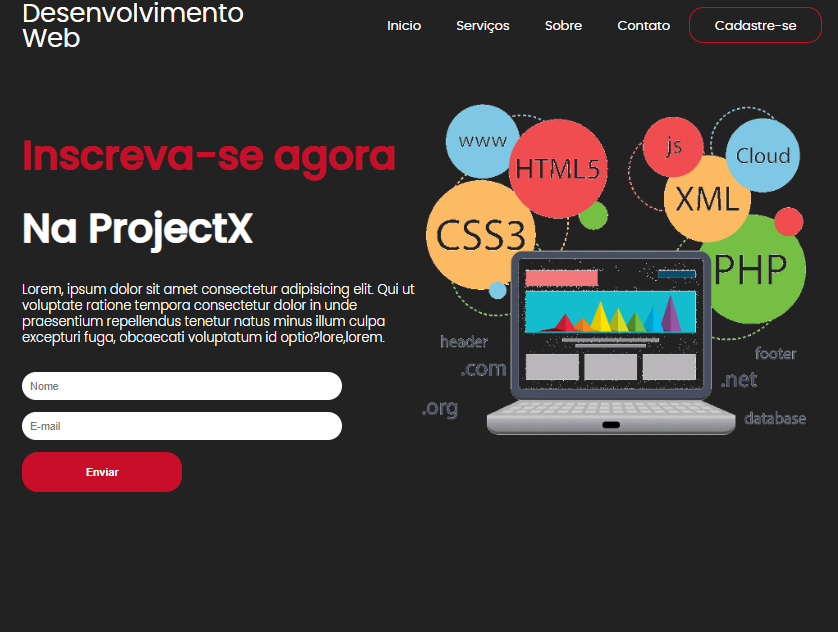 Desenvolvimento
Web
Inicio
Serviços
Sobre
Contato
Cadastre-se
Inscreva-se agora
Na ProjectX
Lorem, ipsum dolor sit amet consectetur adipisicing elit. Qui ut
voluptate ratione tempora consectetur dolor in unde
praesentium repellendus tenetur natus minus illum culpa
excepturi fuga, obcaecati voluptatum id optio?lore,lorem.
Nome
E-mail
Enviar
www
HTML5
CSS3
js
Cloud
XML
PHP
header
.com
.org
footer
.net
database